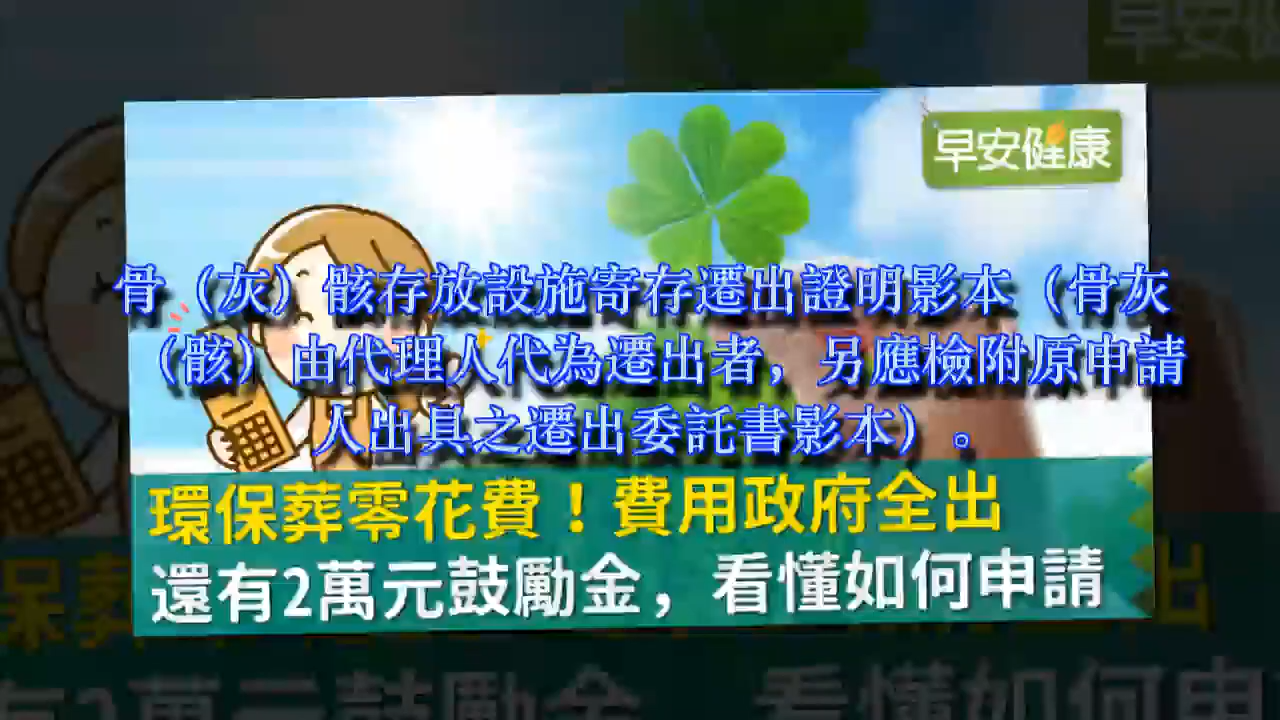 早安健康
骨（灰）骸存放設施寄存遷出證明影本（骨灰
（骸）由代理人代為遷出者，另應檢附原申請
人出具之遷出委託書影本）。
環保葬零花費！費用政府全出
還有2萬元鼓勵金，看懂如何申請